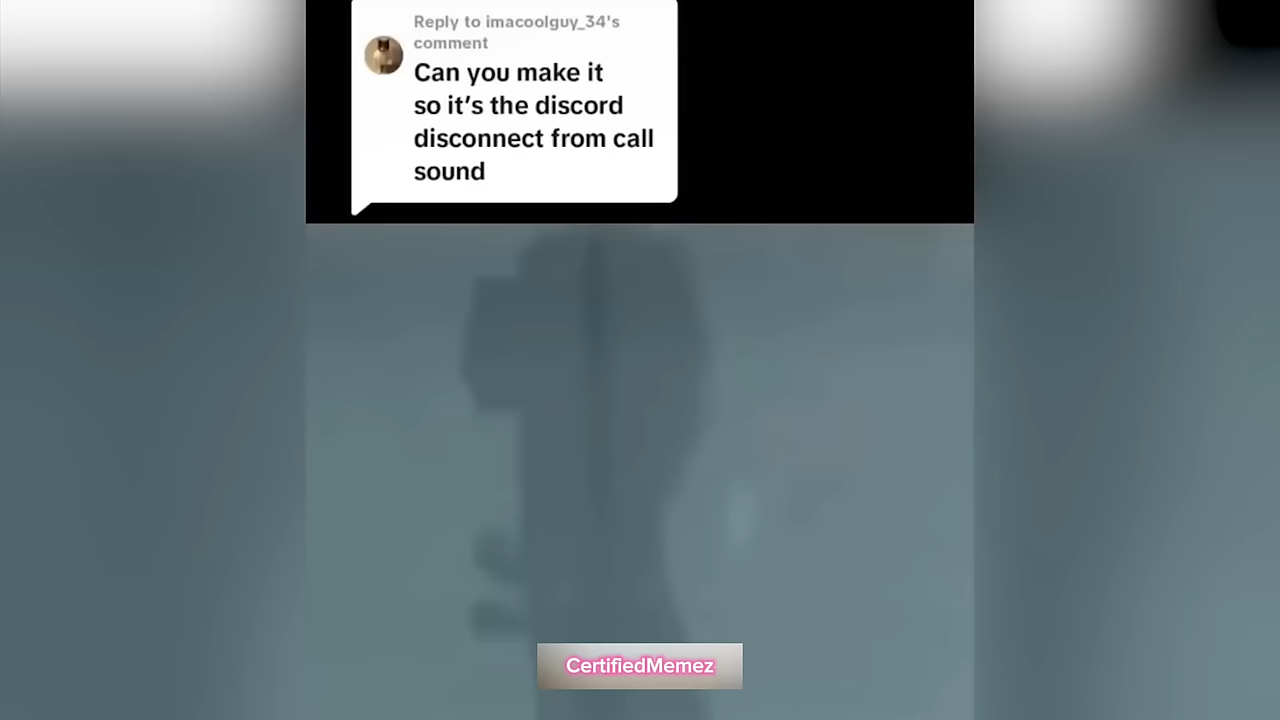 Reply to imacoolguy_34's
comment
Can you make it
so it’s the discord
disconnect from call
sound
CertifiedMemez